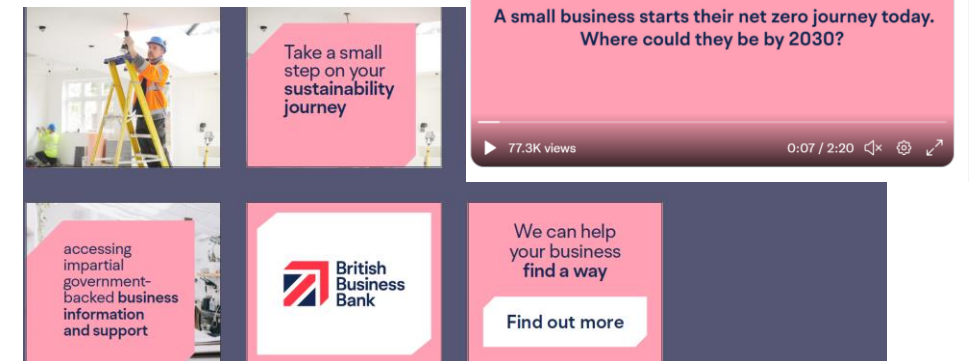 Take a small
step on your
sustainability
journey
A small business starts their net zero journey today.
Where could they be by 2030?
77.3K views
0:07 / 2:20
accessing
impartial
government-
backed business
information
and support
British
Business
Bank
We can help
your business
find a way
Find out more